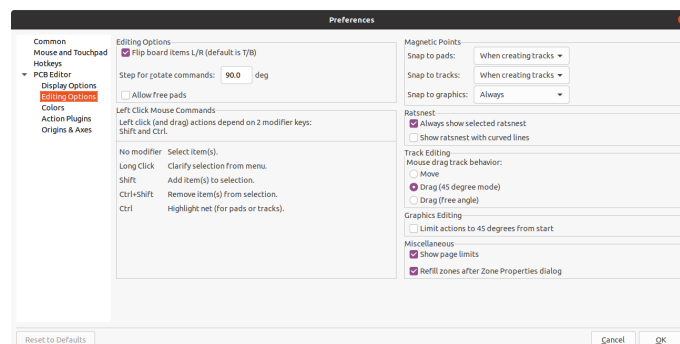 Preferences
Common
Mouse and Touchpad
Hotkeys
PCB Editor
Display Options
Editing Options
Colors
Action Plugins
Origins & Axes
Editing Options
Flip board items L/R (default is T/B)
Step for rotate commands: 90.0 deg
Allow free pads
Left Click Mouse Commands
Left click (and drag) actions depend on 2 modifier keys:
Shift and Ctrl.
No modifier Select item(s).
Long Click Clarify selection from menu.
Shift Add item(s) to selection.
Ctrl+Shift Remove item(s) from selection.
Ctrl Highlight net (for pads or tracks).
Magnetic Points
Snap to pads: When creating tracks
Snap to tracks: When creating tracks
Snap to graphics: Always
Ratsnest
Always show selected ratsnest
Show ratsnest with curved lines
Track Editing
Mouse drag track behavior:
Move
Drag (45 degree mode)
Drag (free angle)
Graphics Editing
Limit actions to 45 degrees from start
Miscellaneous
Show page limits
Refill zones after Zone Properties dialog
Reset to Defaults
Cancel
OK